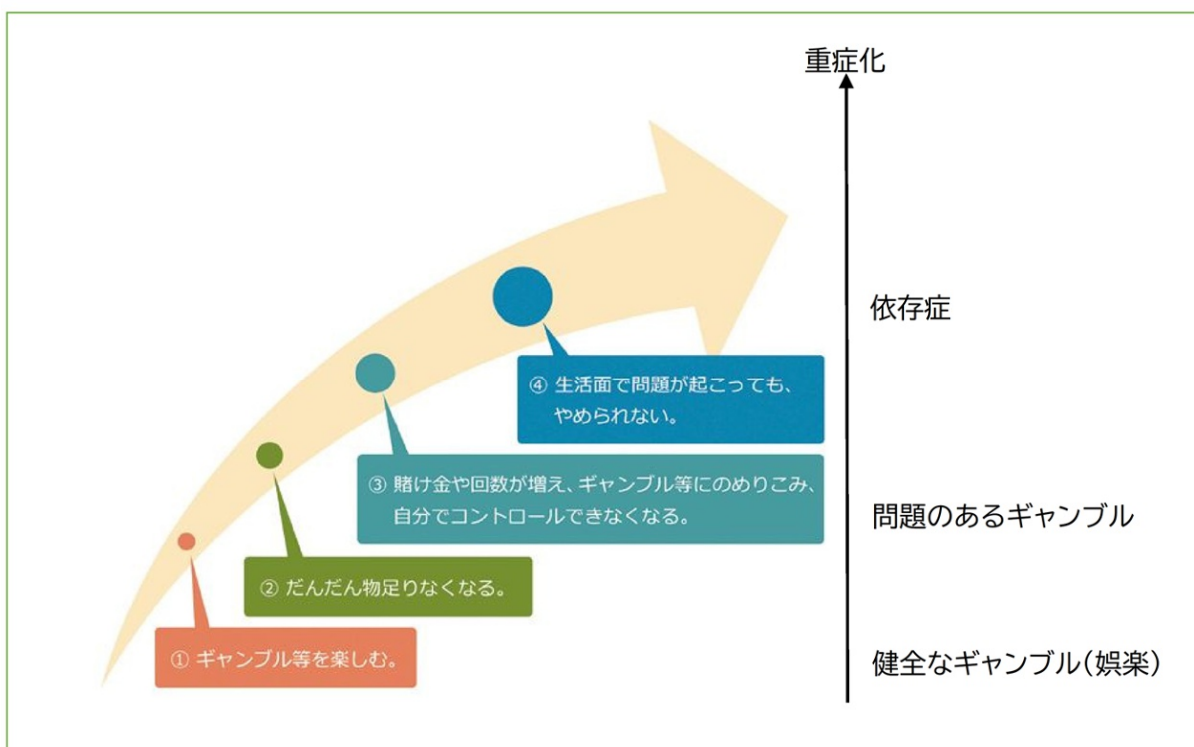 重症化
依存症
④ 生活面で問題が起こっても、
やめられない。
③ 賭け金や回数が増え、ギャンブル等にのめりこみ、
自分でコントロールできなくなる。
問題のあるギャンブル
② だんだん物足りなくなる。
① ギャンブル等を楽しむ。
健全なギャンブル(娯楽)